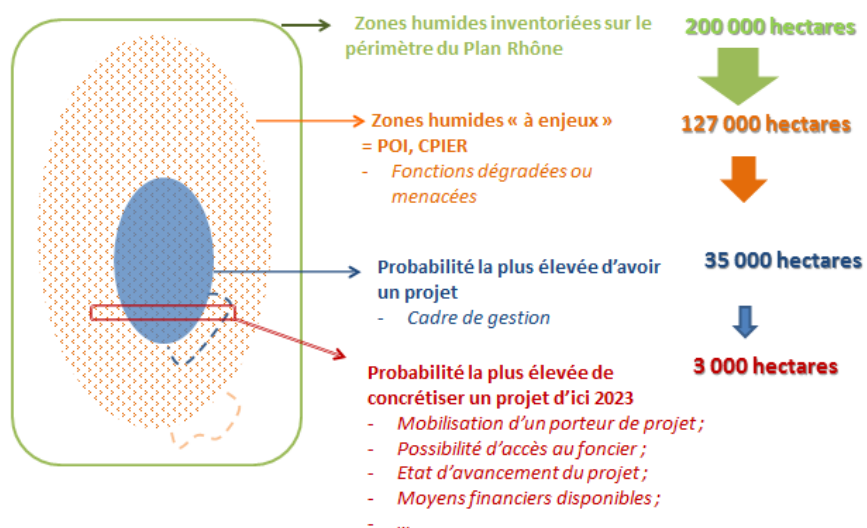 Zones humides inventoriées sur le
périmètre du Plan Rhône
200 000 hectares
Zones humides « à enjeux »
= POI, CPIER
- Fonctions dégradées ou
menacées
127 000 hectares
Probabilité la plus élevée d’avoir
un projet
- Cadre de gestion
35 000 hectares
Probabilité la plus élevée de
concrétiser un projet d’ici 2023
- Mobilisation d’un porteur de projet ;
- Possibilité d’accès au foncier ;
- Etat d’avancement du projet ;
- Moyens financiers disponibles ;
- ...
3 000 hectares